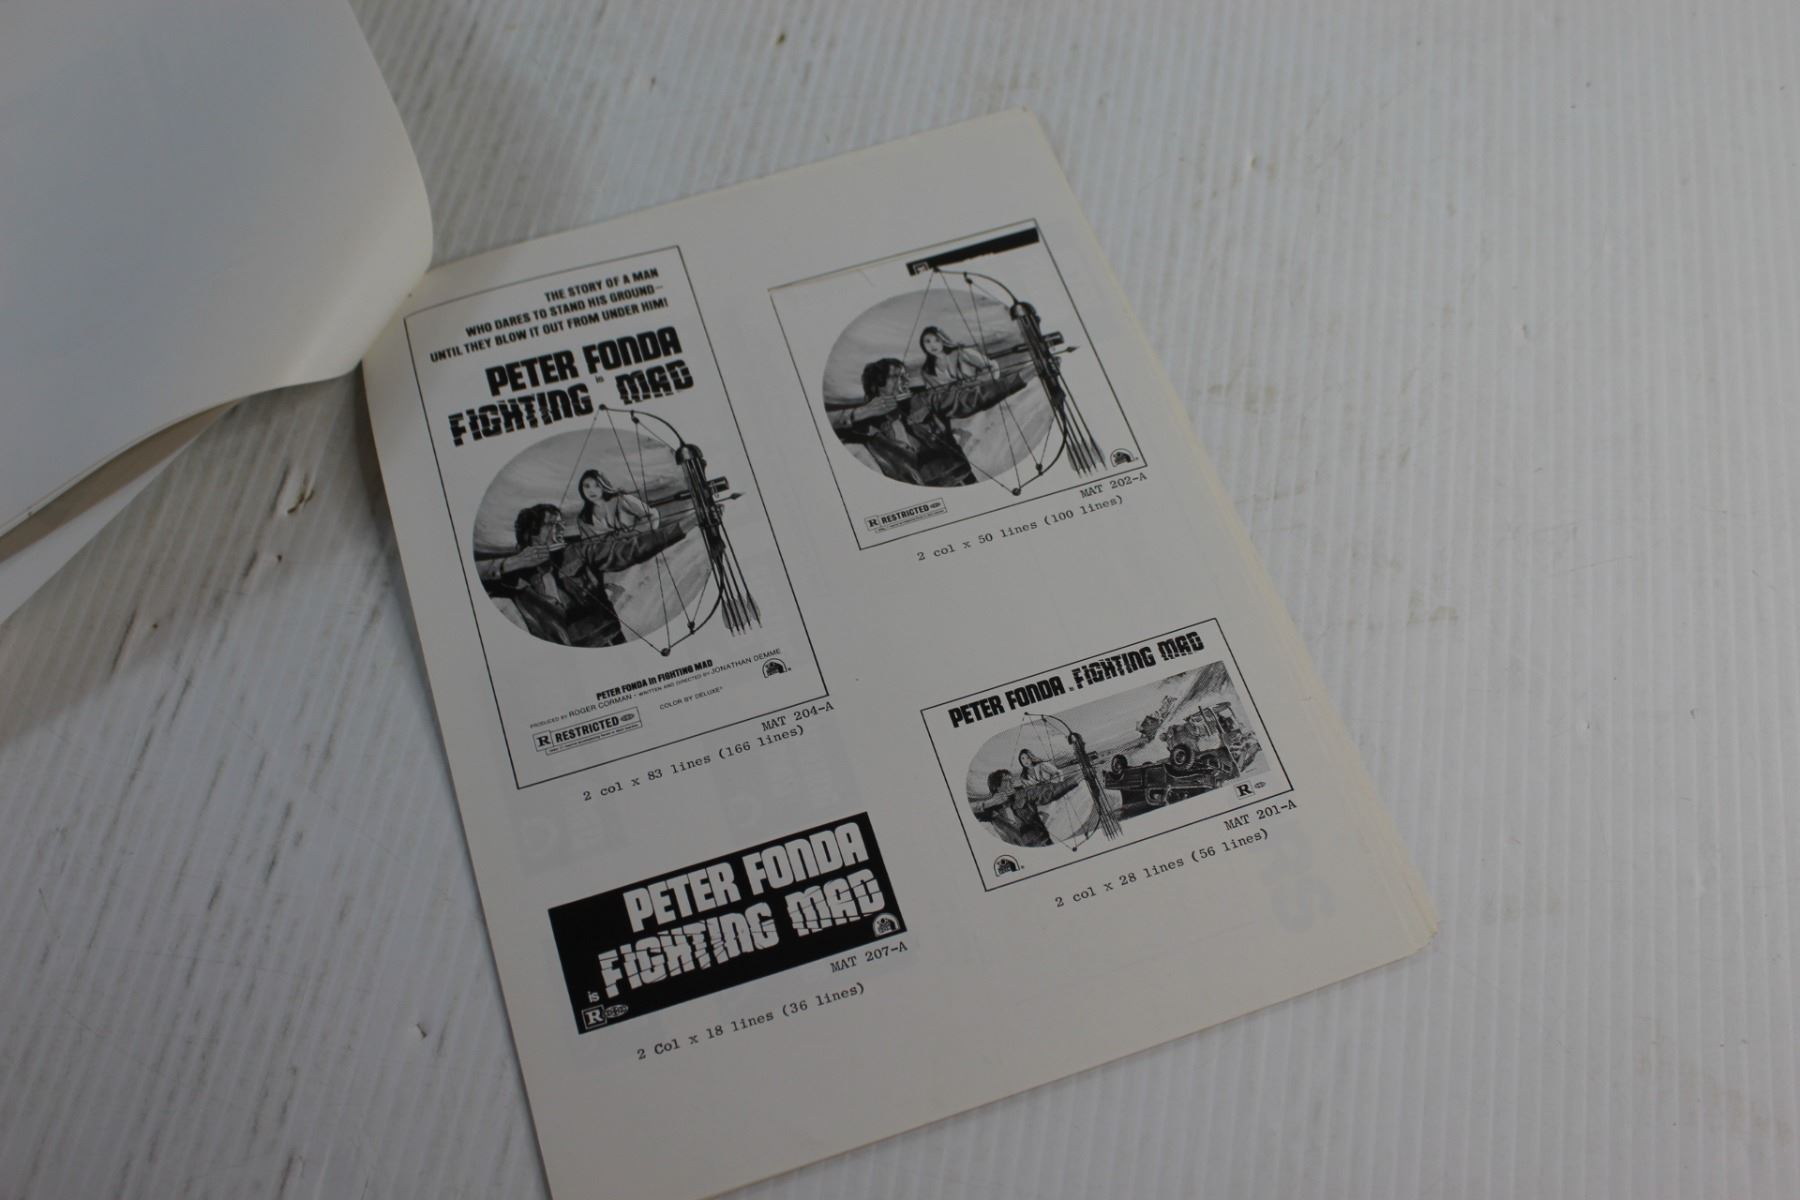 THE STORY OF A MAN
WHO DARES TO STAND HIS GROUND—
UNTIL THEY BLOW IT OUT FROM UNDER HIM!
PETER FONDA
is
FIGHTING MAD
PETER FONDA in FIGHTING MAD
PRODUCED BY ROGER CORMAN • WRITTEN AND DIRECTED BY JONATHAN DEMME
COLOR BY DELUXE®
R RESTRICTED
MAT 204-A
2 col x 83 lines (166 lines)
R RESTRICTED
MAT 202-A
2 col x 50 lines (100 lines)
PETER FONDA
is FIGHTING MAD
R
MAT 207-A
2 Col x 18 lines (36 lines)
PETER FONDA is FIGHTING MAD
R
MAT 201-A
2 col x 28 lines (56 lines)